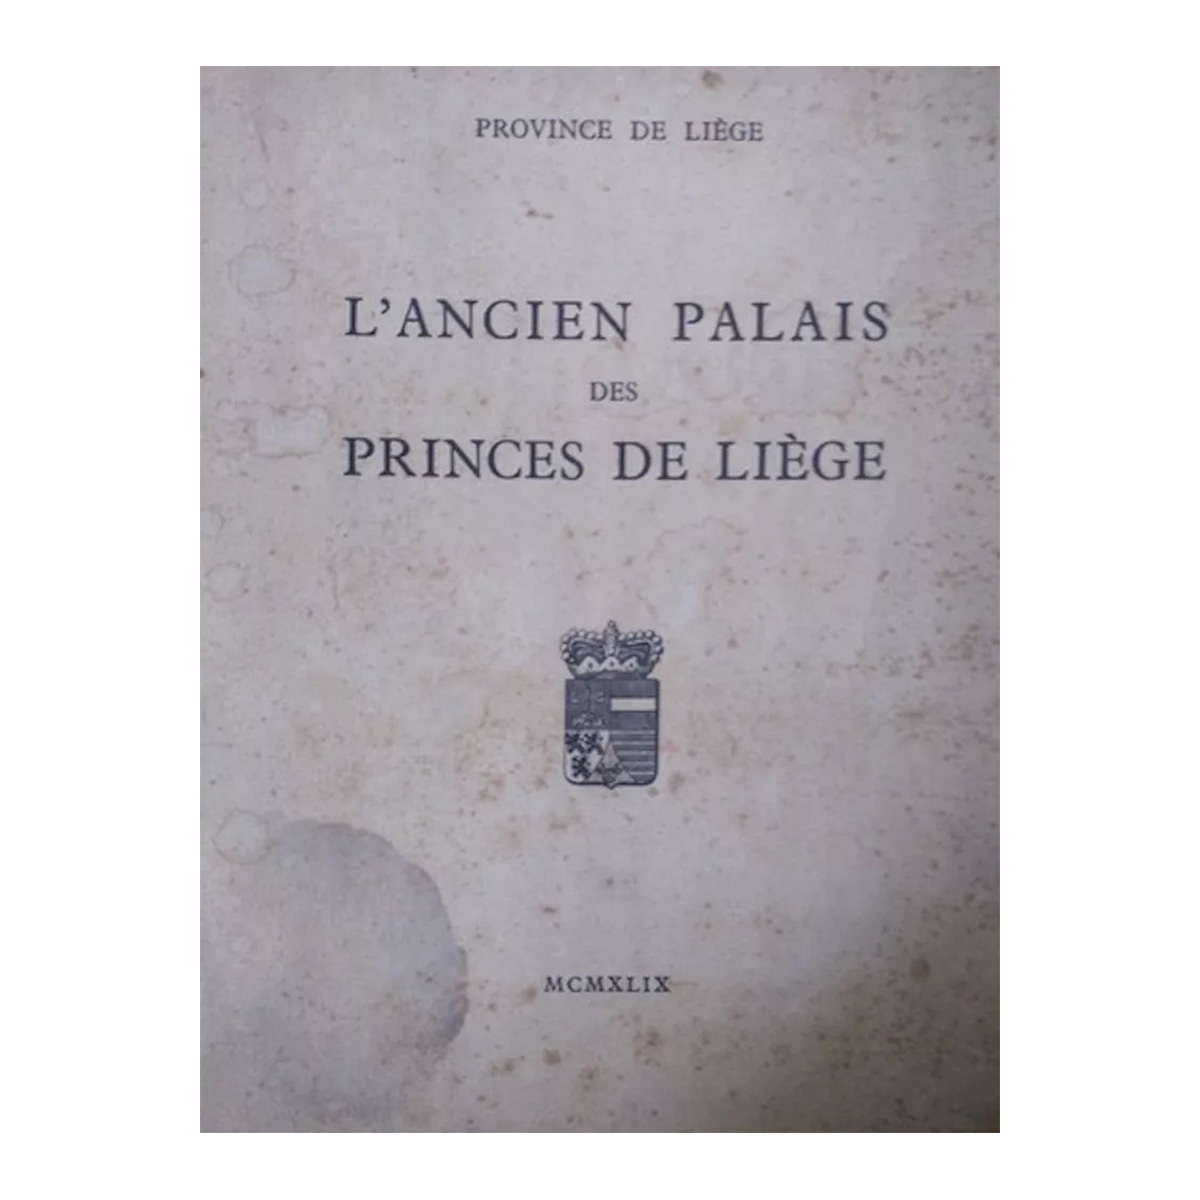 PROVINCE DE LIÈGE
L'ANCIEN PALAIS
DES
PRINCES DE LIÈGE
MCMXLIX